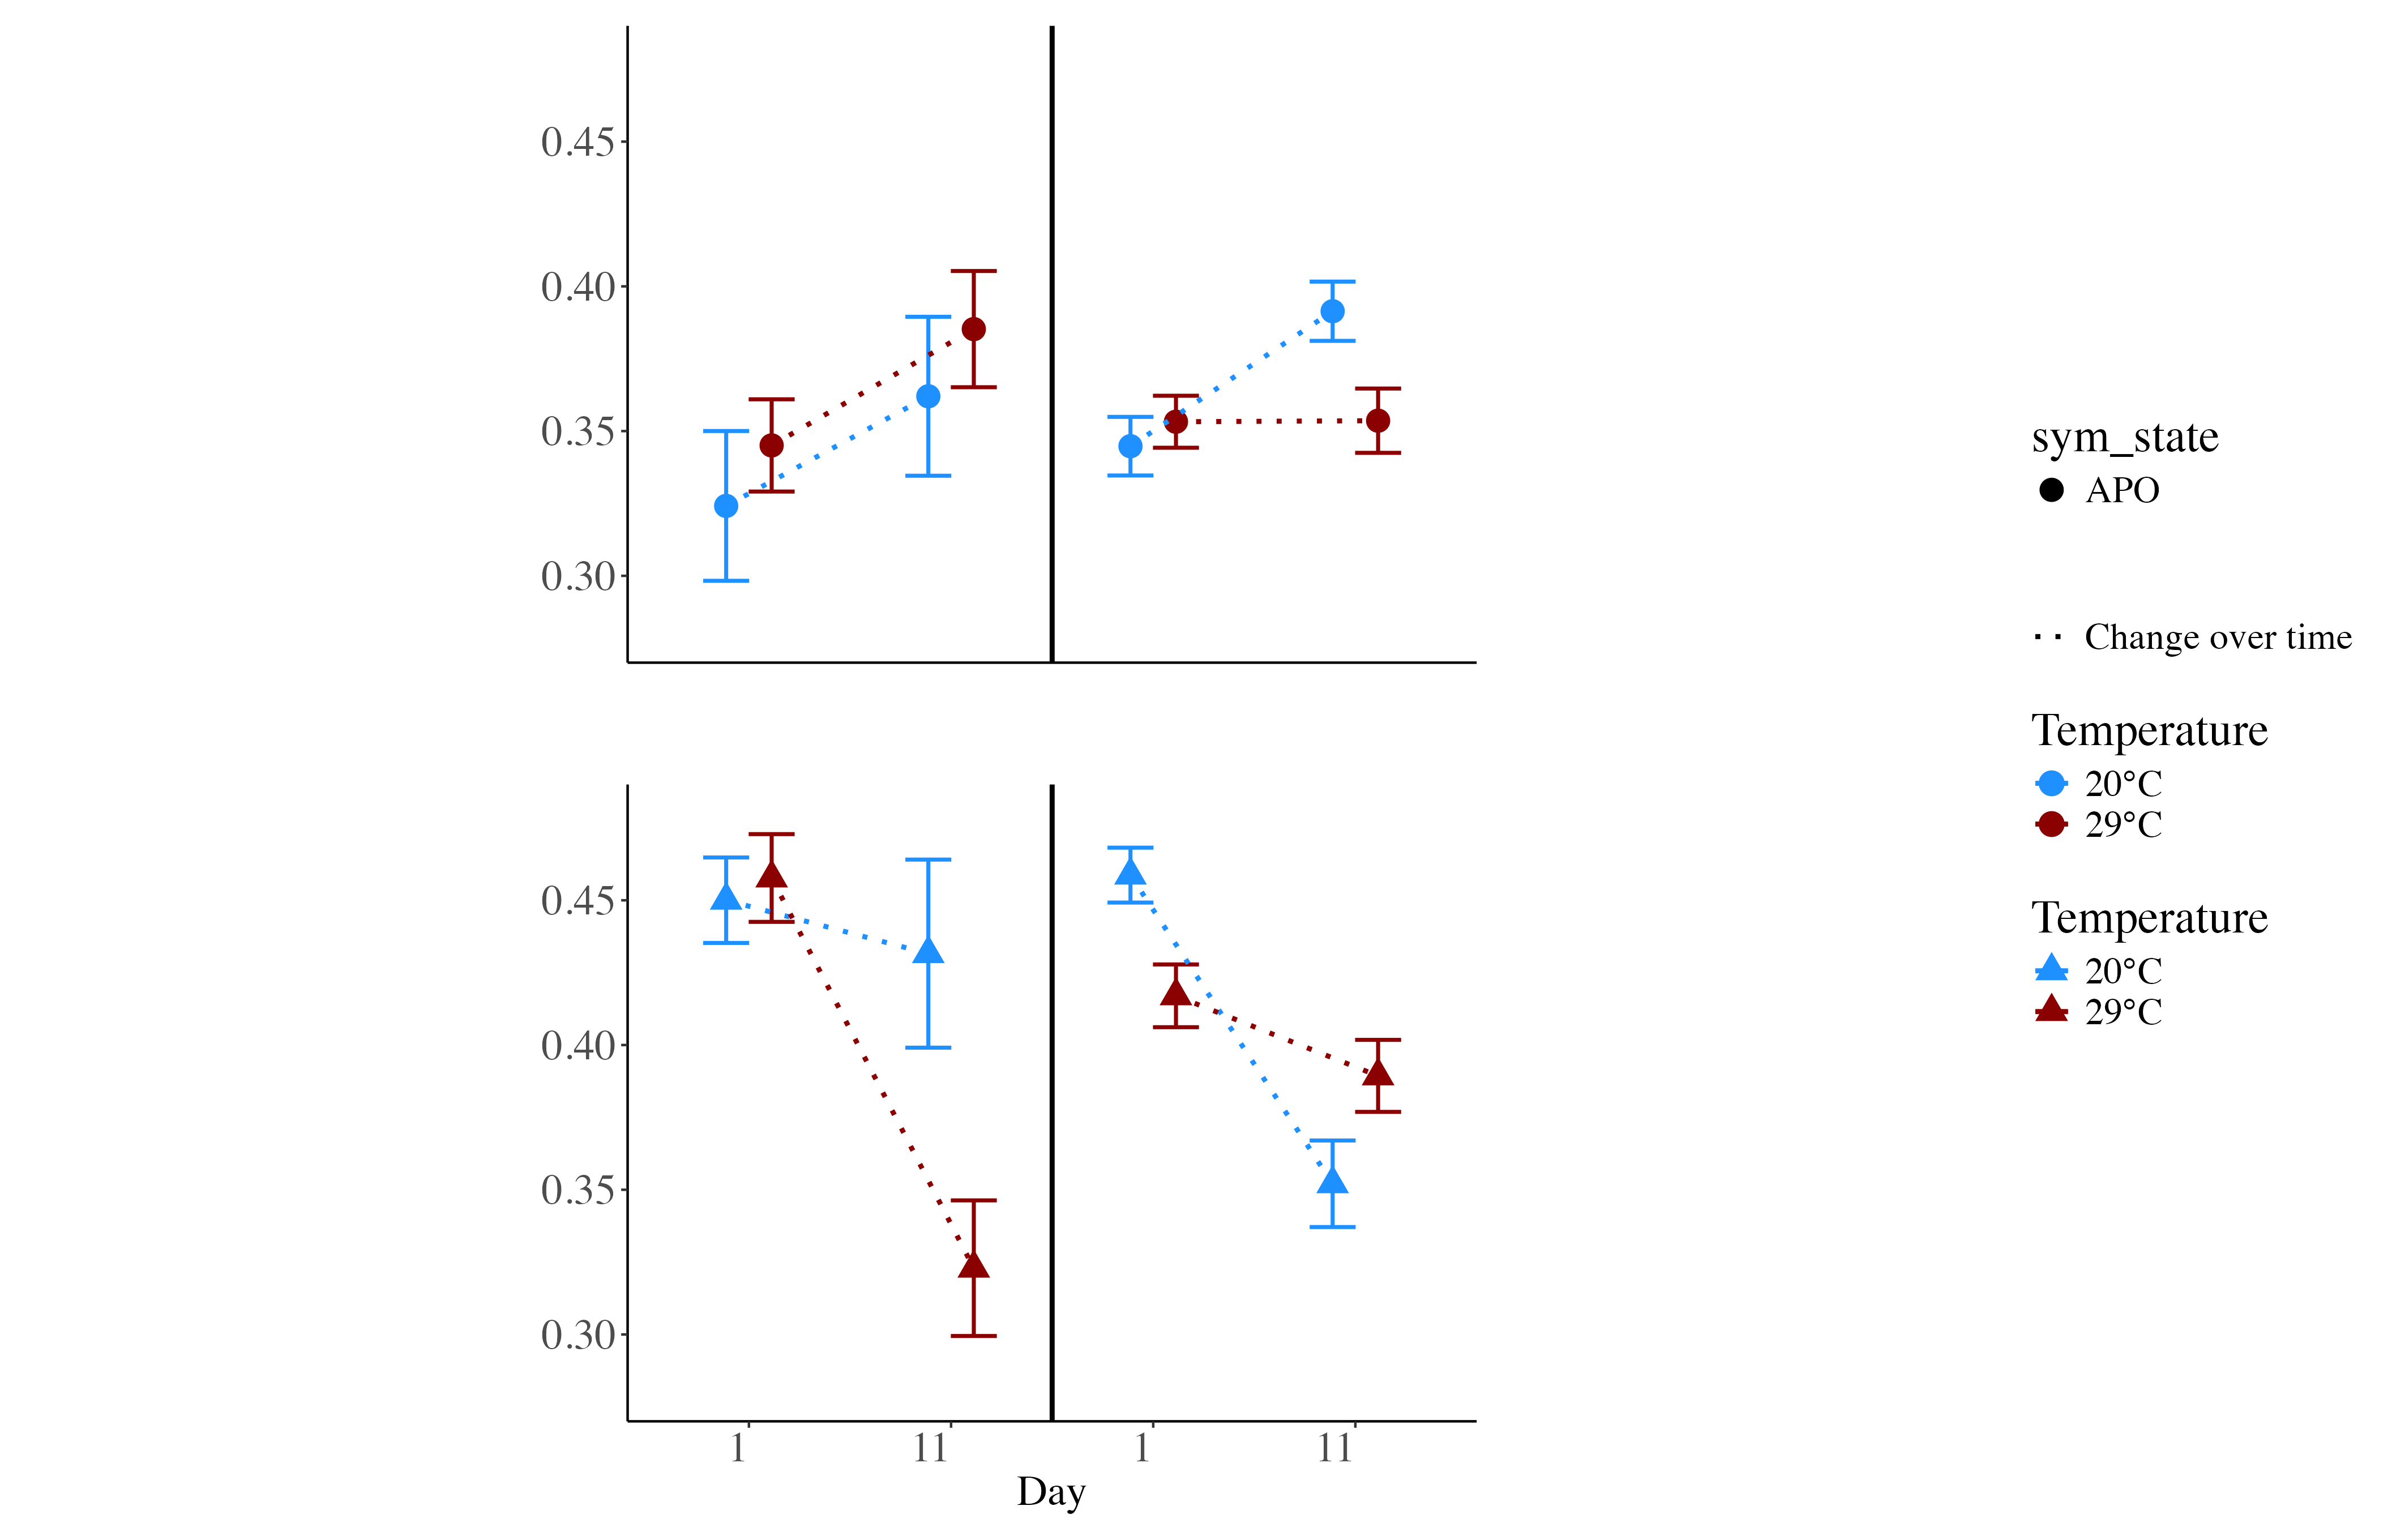 0.45
0.40
0.35
0.30
0.45
0.40
0.35
0.30
1 11 1 11
Day
sym_state
APO
Change over time
Temperature
20°C
29°C
Temperature
20°C
29°C